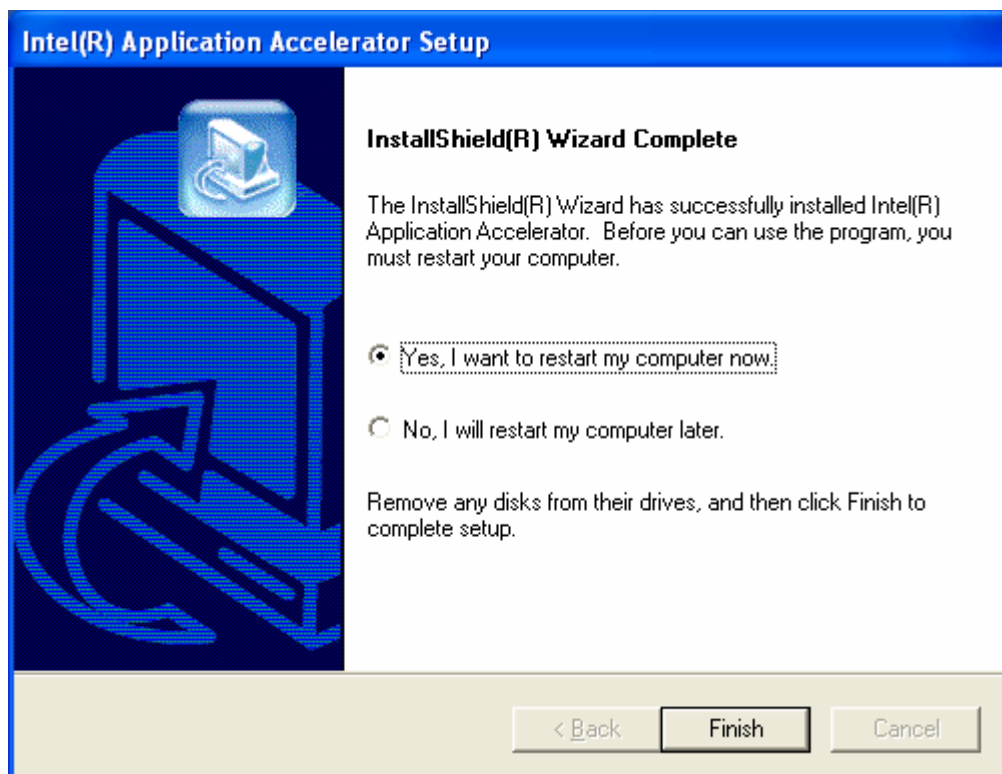 Intel(R) Application Accelerator Setup
InstallShield(R) Wizard Complete
The InstallShield(R) Wizard has successfully installed Intel(R)
Application Accelerator.  Before you can use the program, you
must restart your computer.
Yes, I want to restart my computer now.
No, I will restart my computer later.
Remove any disks from their drives, and then click Finish to
complete setup.
< Back
Finish
Cancel